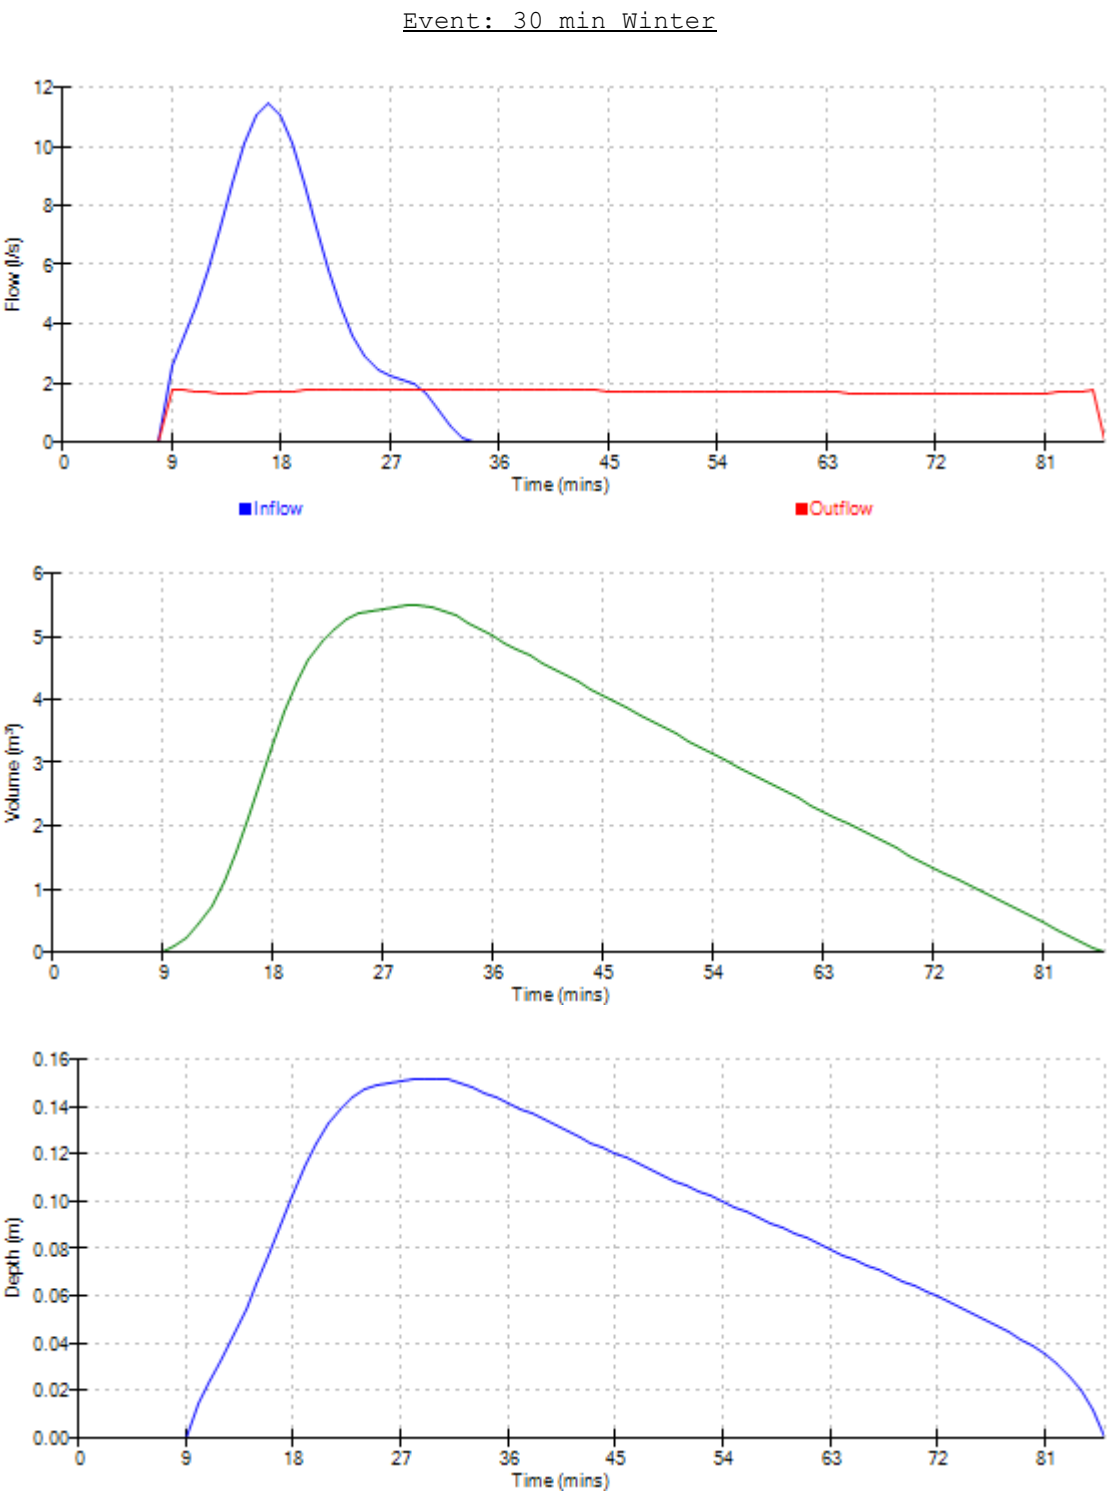 Event: 30 min Winter
12
10
8
6
4
2
0
Flow (l/s)
0 9 18 27 36 45 54 63 72 81
Time (mins)
Inflow Outflow
6
5
4
3
2
1
0
Volume (m³)
0 9 18 27 36 45 54 63 72 81
Time (mins)
0.16
0.14
0.12
0.10
0.08
0.06
0.04
0.02
0.00
Depth (m)
0 9 18 27 36 45 54 63 72 81
Time (mins)